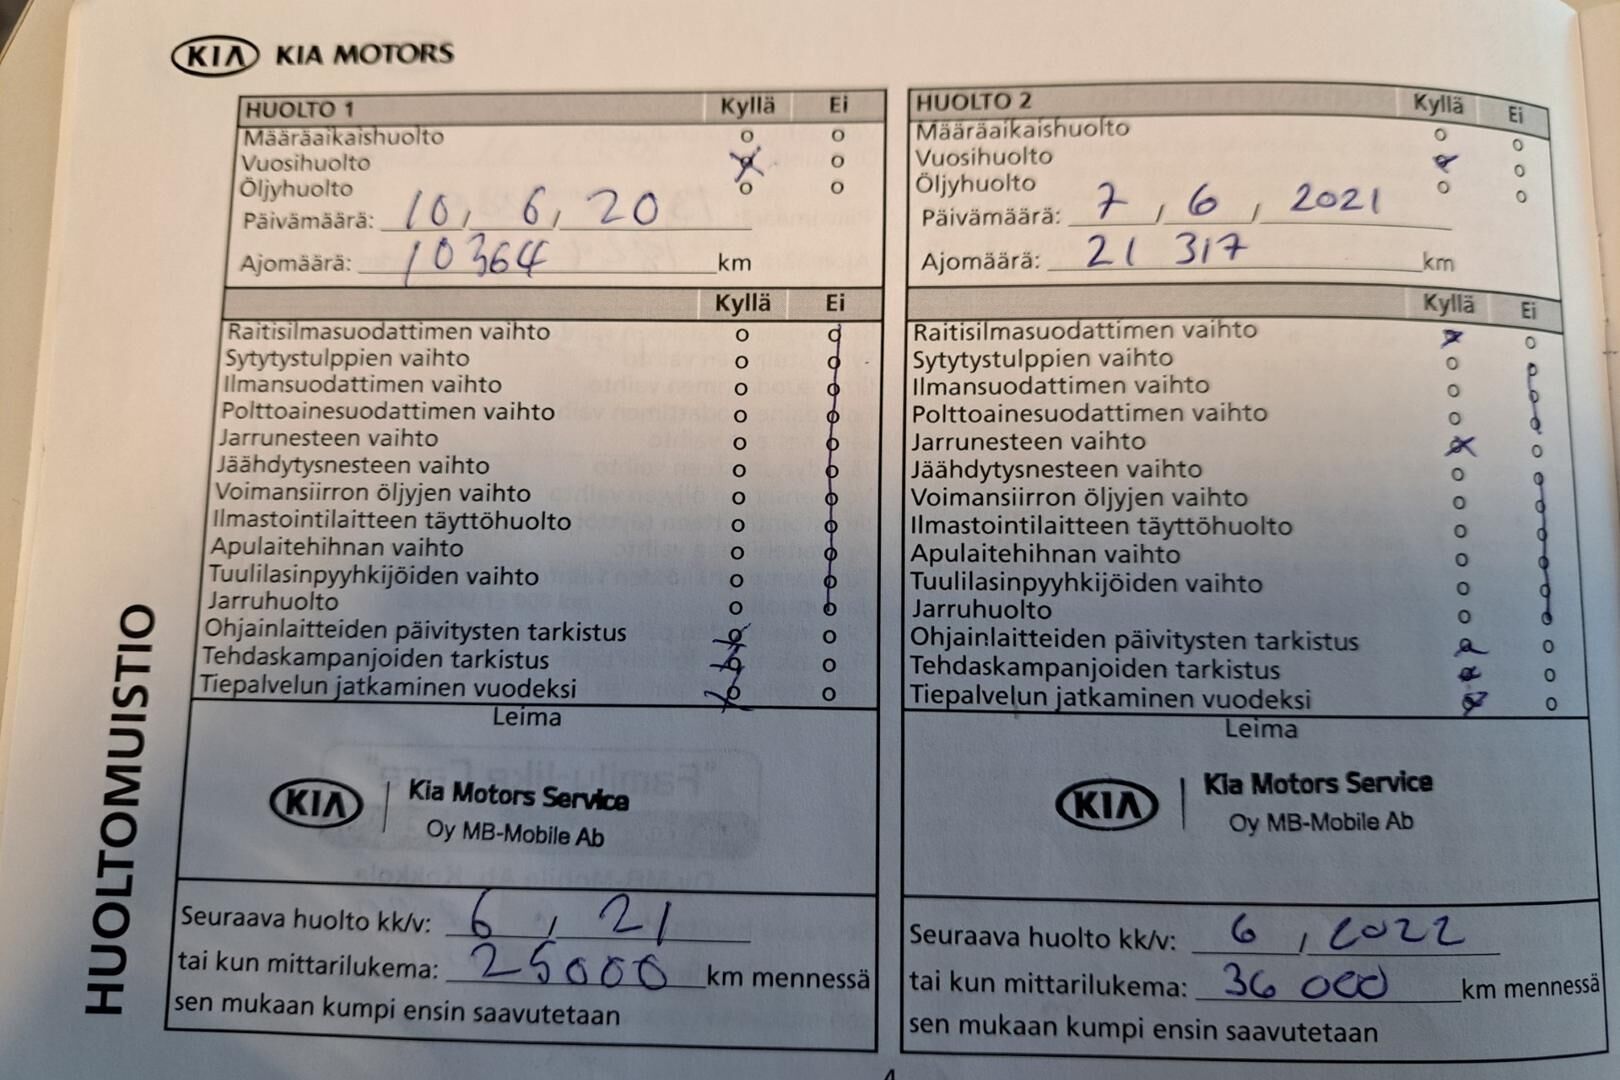 KIA KIA MOTORS
HUOLTOMUISTIO
HUOLTO 1 Kyllä Ei
Määräaikaishuolto
Vuosihuolto
Öljyhuolto
Päivämäärä: 10, 6, 20
Ajomäärä: 10364 km
Kyllä Ei
Raitisilmasuodattimen vaihto
Sytytystulppien vaihto
Ilmansuodattimen vaihto
Polttoainesuodattimen vaihto
Jarrunesteen vaihto
Jäähdytysnesteen vaihto
Voimansiirron öljyjen vaihto
Ilmastointilaitteen täyttöhuolto
Apulaitehihnan vaihto
Tuulilasinpyyhkijöiden vaihto
Jarruhuolto
Ohjainlaitteiden päivitysten tarkistus
Tehdaskampanjoiden tarkistus
Tiepalvelun jatkaminen vuodeksi
Leima
KIA Kia Motors Service
Oy MB-Mobile Ab
Seuraava huolto kk/v: 6, 21
tai kun mittarilukema: 25000 km mennessä
sen mukaan kumpi ensin saavutetaan
HUOLTO 2 Kyllä Ei
Määräaikaishuolto
Vuosihuolto
Öljyhuolto
Päivämäärä: 7, 6, 2021
Ajomäärä: 21 317 km
Kyllä Ei
Raitisilmasuodattimen vaihto
Sytytystulppien vaihto
Ilmansuodattimen vaihto
Polttoainesuodattimen vaihto
Jarrunesteen vaihto
Jäähdytysnesteen vaihto
Voimansiirron öljyjen vaihto
Ilmastointilaitteen täyttöhuolto
Apulaitehihnan vaihto
Tuulilasinpyyhkijöiden vaihto
Jarruhuolto
Ohjainlaitteiden päivitysten tarkistus
Tehdaskampanjoiden tarkistus
Tiepalvelun jatkaminen vuodeksi
Leima
KIA Kia Motors Service
Oy MB-Mobile Ab
Seuraava huolto kk/v: 6, 2022
tai kun mittarilukema: 36 000 km mennessä
sen mukaan kumpi ensin saavutetaan